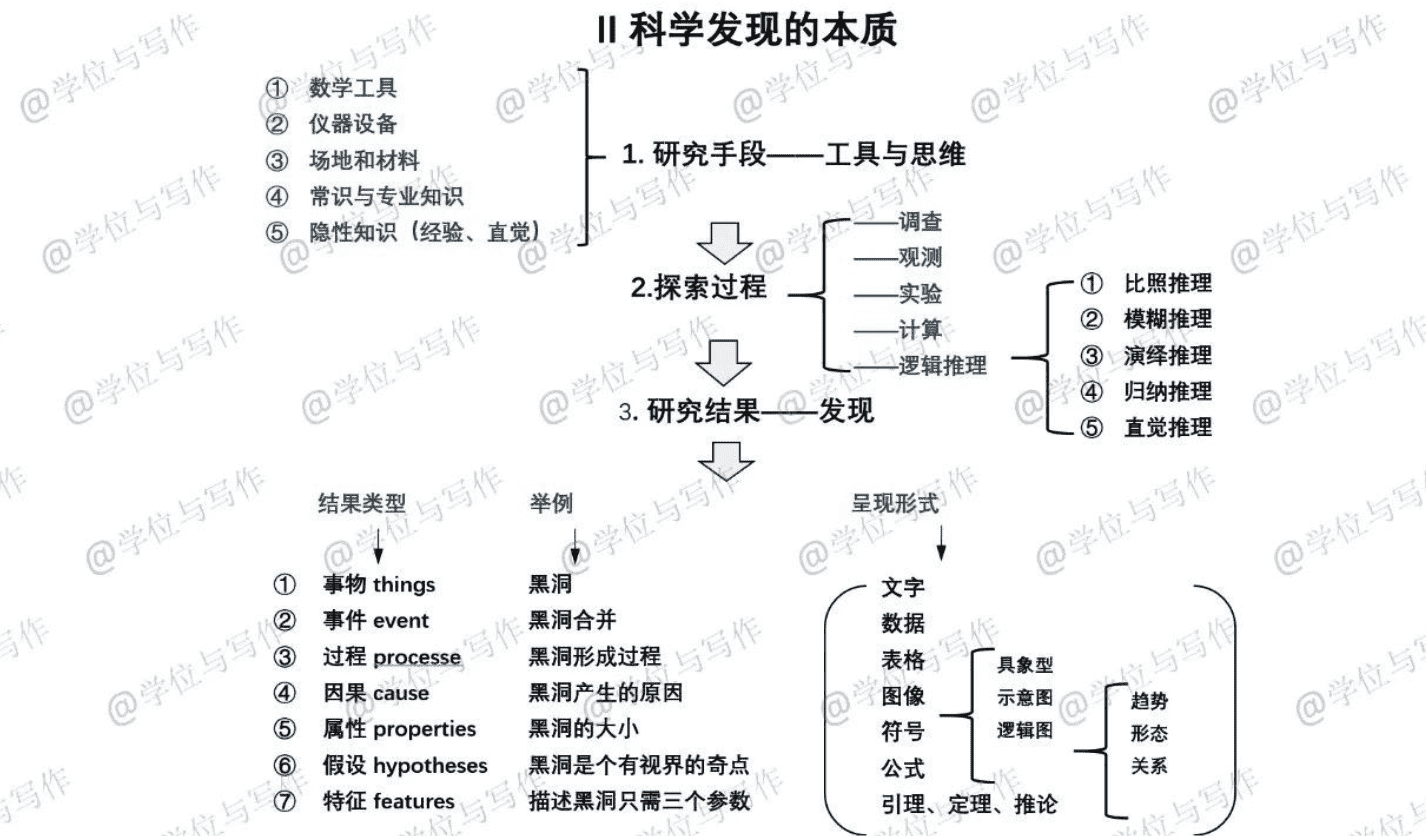 II 科学发现的本质
① 数学工具
② 仪器设备
③ 场地和材料
④ 常识与专业知识
⑤ 隐性知识（经验、直觉）
1. 研究手段——工具与思维
2.探索过程
——调查
——观测
——实验
——计算
——逻辑推理
① 比照推理
② 模糊推理
③ 演绎推理
④ 归纳推理
⑤ 直觉推理
3. 研究结果——发现
结果类型 举例 呈现形式
① 事物 things 黑洞
② 事件 event 黑洞合并
③ 过程 processe 黑洞形成过程
④ 因果 cause 黑洞产生的原因
⑤ 属性 properties 黑洞的大小
⑥ 假设 hypotheses 黑洞是个有视界的奇点
⑦ 特征 features 描述黑洞只需三个参数
文字
数据
表格
图像
符号
公式
引理、定理、推论
具象型
示意图
逻辑图
趋势
形态
关系
@学位与写作